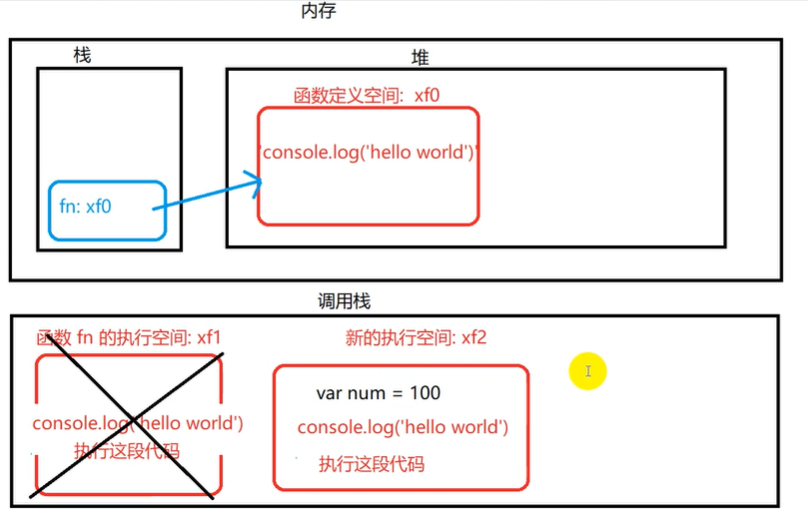 内存
栈
堆
函数定义空间: xf0
'console.log('hello world')'
fn: xf0
调用栈
函数 fn 的执行空间: xf1
新的执行空间: xf2
console.log('hello world')
执行这段代码
var num = 100
console.log('hello world')
执行这段代码